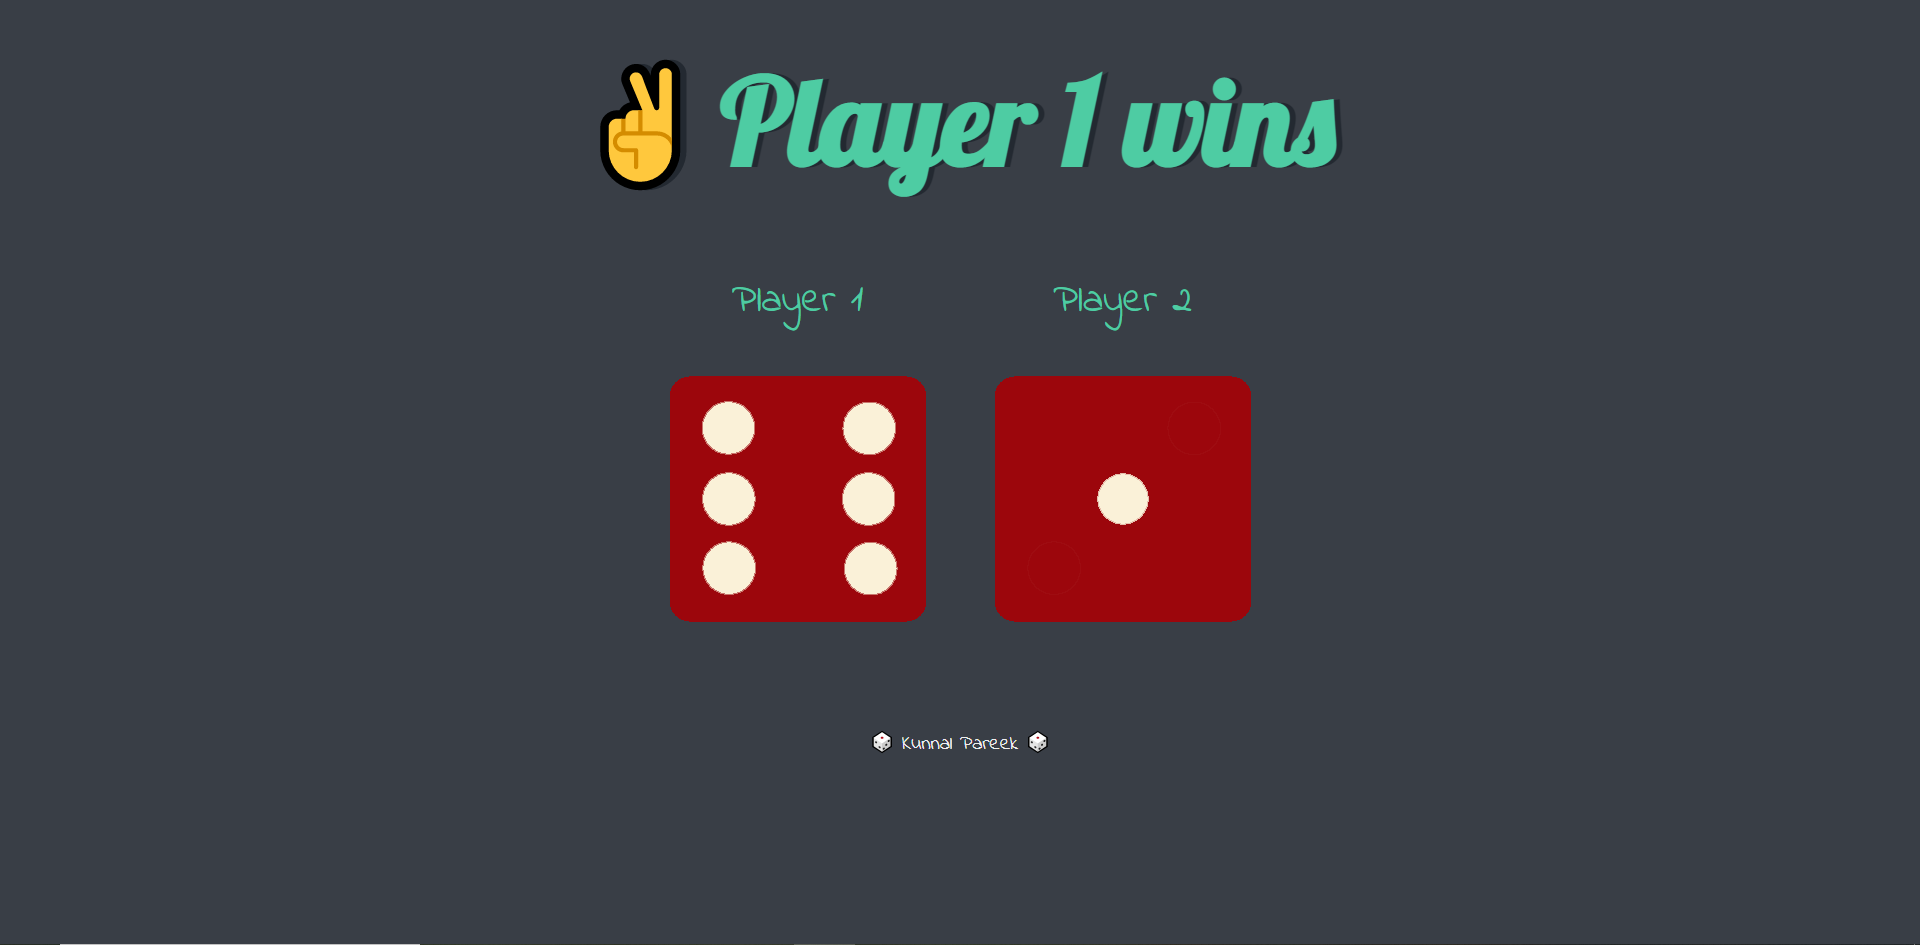 ✌ Player 1 wins
Player 1 Player 2
🎲 Kunnal Pareek 🎲